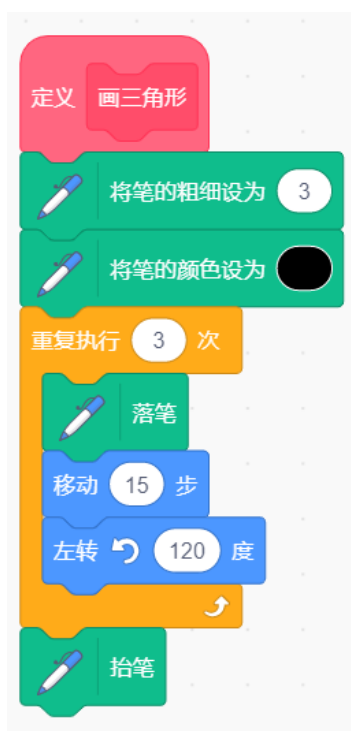 定义 画三角形
将笔的粗细设为 3
将笔的颜色设为
重复执行 3 次
落笔
移动 15 步
左转 120 度
抬笔